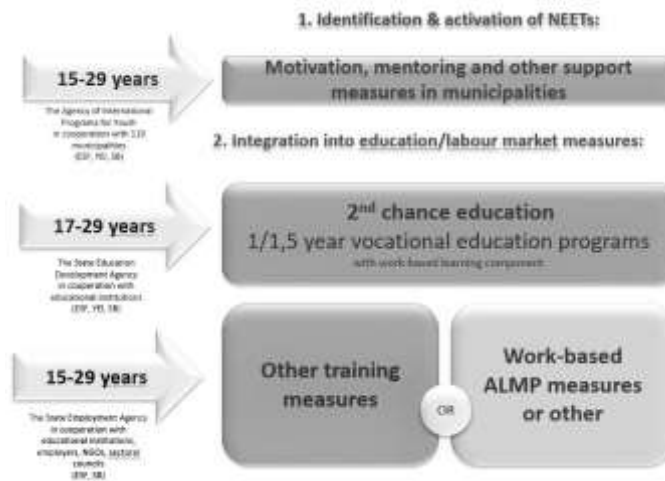 1. Identification & activation of NEETs:
15-29 years
Motivation, mentoring and other support
measures in municipalities
The Agency of International
Programs for Youth
in cooperation with 119
municipalities
(ESF, YEI, SB)
2. Integration into education/labour market measures:
17-29 years
2nd chance education
1/1,5 year vocational education programs
with work based learning component
The State Education
Development Agency
in cooperation with
educational institutions
(ESF, YEI, SB)
15-29 years
Other training
measures
OR
Work-based
ALMP measures
or other
The State Employment Agency
in cooperation with
educational institutions,
employers, NGOs, sectoral
councils
(ESF, SB)